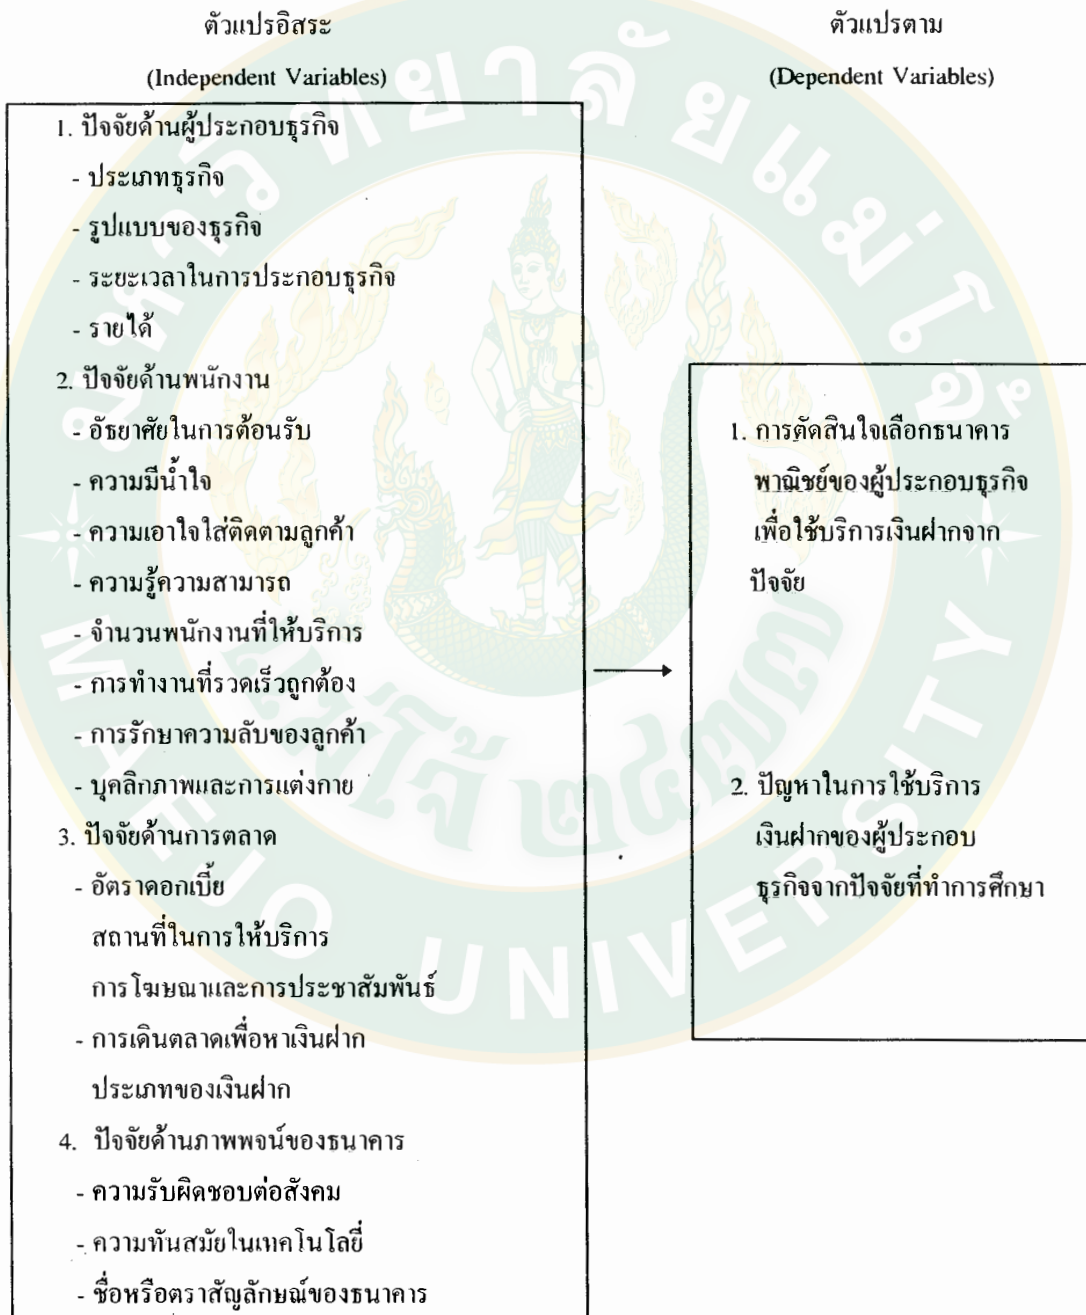 ตัวแปรอิสระ
(Independent Variables)
ตัวแปรตาม
(Dependent Variables)
1. ปัจจัยด้านผู้ประกอบธุรกิจ
- ประเภทธุรกิจ
- รูปแบบของธุรกิจ
- ระยะเวลาในการประกอบธุรกิจ
- รายได้
2. ปัจจัยด้านพนักงาน
- อัธยาศัยในการต้อนรับ
- ความมีน้ำใจ
- ความเอาใจใส่ติดตามลูกค้า
- ความรู้ความสามารถ
- จำนวนพนักงานที่ให้บริการ
- การทำงานที่รวดเร็วถูกต้อง
- การรักษาความลับของลูกค้า
- บุคลิกภาพและการแต่งกาย
3. ปัจจัยด้านการตลาด
- อัตราดอกเบี้ย
สถานที่ในการให้บริการ
การโฆษณาและการประชาสัมพันธ์
- การเดินตลาดเพื่อหาเงินฝาก
ประเภทของเงินฝาก
4. ปัจจัยด้านภาพพจน์ของธนาคาร
- ความรับผิดชอบต่อสังคม
- ความทันสมัยในเทคโนโลยี่
- ชื่อหรือตราสัญลักษณ์ของธนาคาร
1. การตัดสินใจเลือกธนาคาร
พาณิชย์ของผู้ประกอบธุรกิจ
เพื่อใช้บริการเงินฝากจาก
ปัจจัย
2. ปัญหาในการใช้บริการ
เงินฝากของผู้ประกอบ
ธุรกิจจากปัจจัยที่ทำการศึกษา
มหาวิทยาลัยแม่โจ้
MAEJO UNIVERSITY
แม่โจ้ ๒๔๗๗